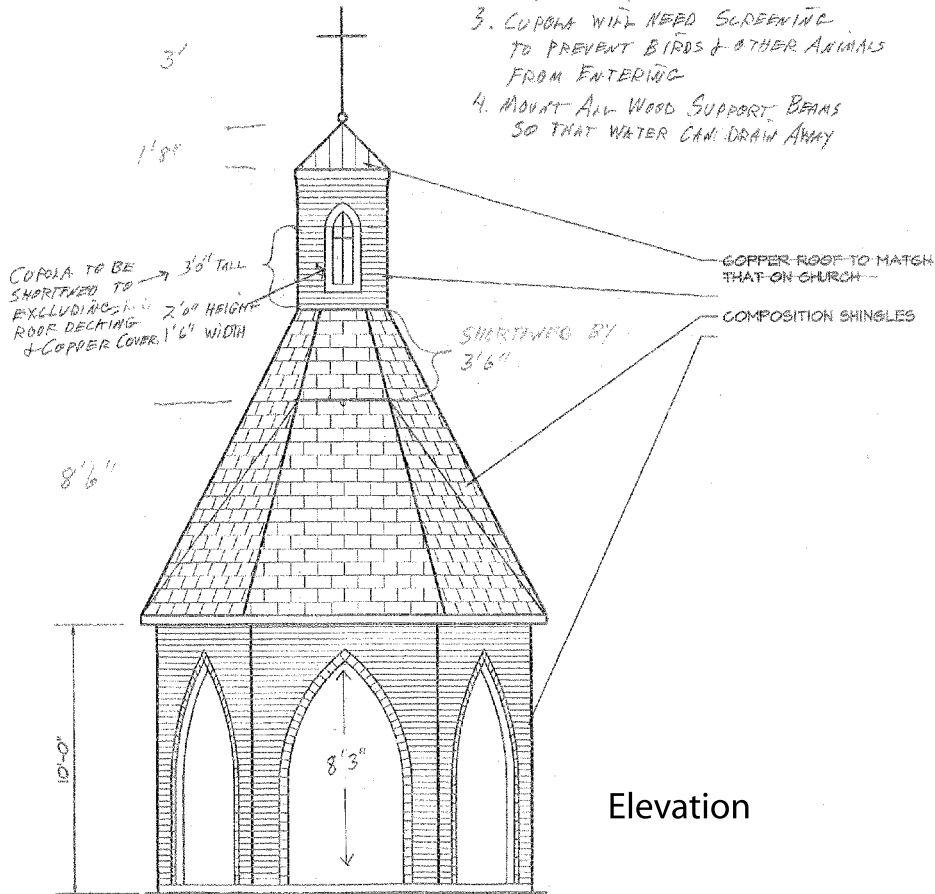 3. CUPOLA WILL NEED SCREENING
TO PREVENT BIRDS & OTHER ANIMALS
FROM ENTERING
4. MOUNT ALL WOOD SUPPORT BEAMS
SO THAT WATER CAN DRAIN AWAY
3'
1'8"
COPPER ROOF TO MATCH
THAT ON CHURCH
CUPOLA TO BE
SHORTENED TO
EXCLUDING
ROOF DECKING
& COPPER COVER
3'0" TALL
2'0" HEIGHT
1'6" WIDTH
COMPOSITION SHINGLES
SHORTENED BY
3'6"
8'6"
10'-0"
8'3"
Elevation